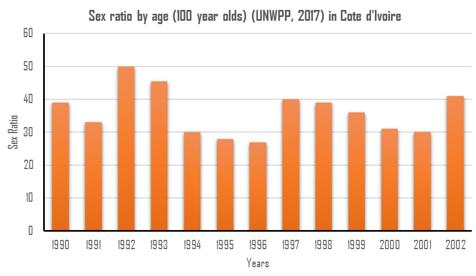 Sex ratio by age (100 year olds) (UNWPP, 2017) in Cote d'Ivoire
60
50
40
30
20
10
0
Sex Ratio
1990 1991 1992 1993 1994 1995 1996 1997 1998 1999 2000 2001 2002
Years